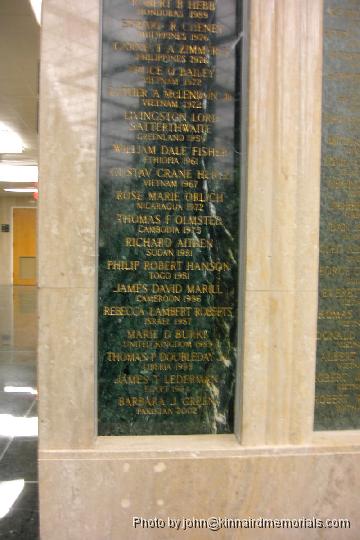 ROBERT B HEBB
HONDURAS 1989
EDWARD R CHENEY
PHILIPPINES 1976
GARNETT A ZIMMERLY
PHILIPPINES 1976
BRUCE O BAILEY
VIETNAM 1972
LUTHER A McLENDON JR
VIETNAM 1972
LIVINGSTON LORD
SATTERTHWAITE
GREENLAND 1959
WILLIAM DALE FISHER
ETHIOPIA 1961
GUSTAV CRANE HERTZ
VIETNAM 1967
ROSE MARIE ORLICH
NICARAGUA 1972
THOMAS F OLMSTED
CAMBODIA 1975
RICHARD AITKEN
SUDAN 1981
PHILIP ROBERT HANSON
TOGO 1981
JAMES DAVID MARILL
CAMEROON 1986
REBECCA LAMBERT ROBERTS
ISRAEL 1987
MARIE D BURKE
UNITED KINGDOM 1989
THOMAS P DOUBLEDAY JR
LIBERIA 1993
JAMES T LEDERMAN
EGYPT
BARBARA J GREEN
PAKISTAN 2002
Photo by john@kinnairdmemorials.com